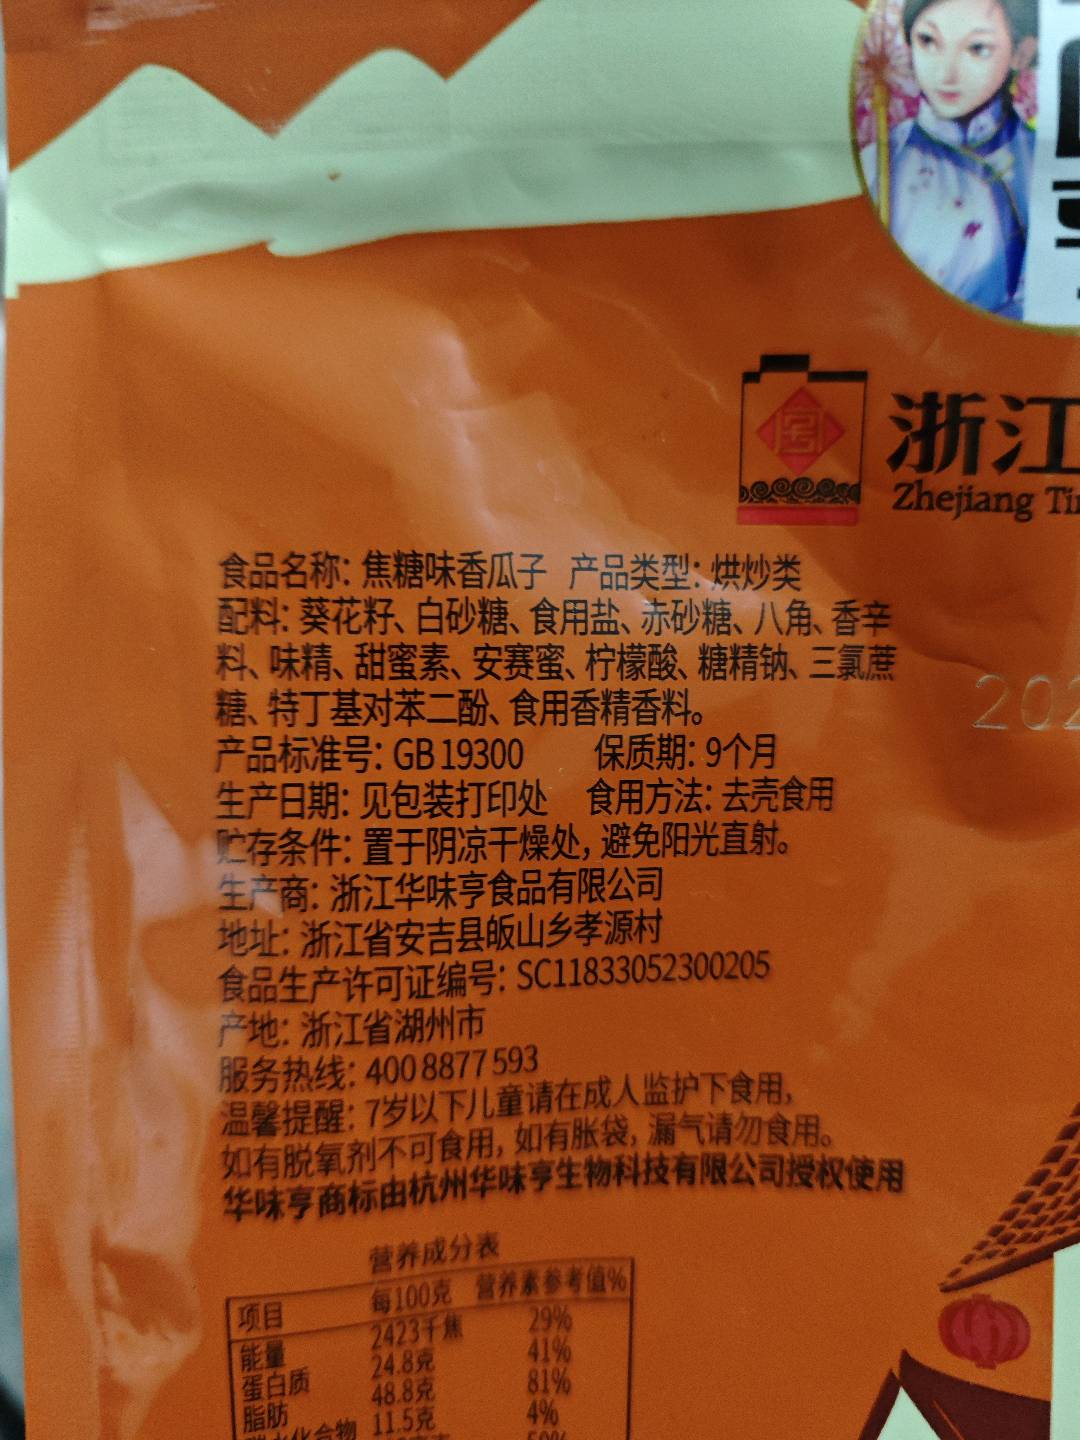 浙江
Zhejiang
食品名称: 焦糖味香瓜子 产品类型: 烘炒类
配料: 葵花籽、白砂糖、食用盐、赤砂糖、八角、香辛
料、味精、甜蜜素、安赛蜜、柠檬酸、糖精钠、三氯蔗
糖、特丁基对苯二酚、食用香精香料。
202
产品标准号: GB 19300 保质期: 9个月
生产日期: 见包装打印处 食用方法: 去壳食用
贮存条件: 置于阴凉干燥处, 避免阳光直射。
生产商: 浙江华味亨食品有限公司
地址: 浙江省安吉县皈山乡孝源村
食品生产许可证编号: SC11833052300205
产地: 浙江省湖州市
服务热线: 400 8877 593
温馨提醒: 7岁以下儿童请在成人监护下食用,
如有脱氧剂不可食用, 如有胀袋, 漏气请勿食用。
华味亨商标由杭州华味亨生物科技有限公司授权使用
营养成分表
项目 每100克 营养素参考值%
能量 2423千焦 29%
蛋白质 24.8克 41%
脂肪 48.8克 81%
水化合物 11.5克 4%